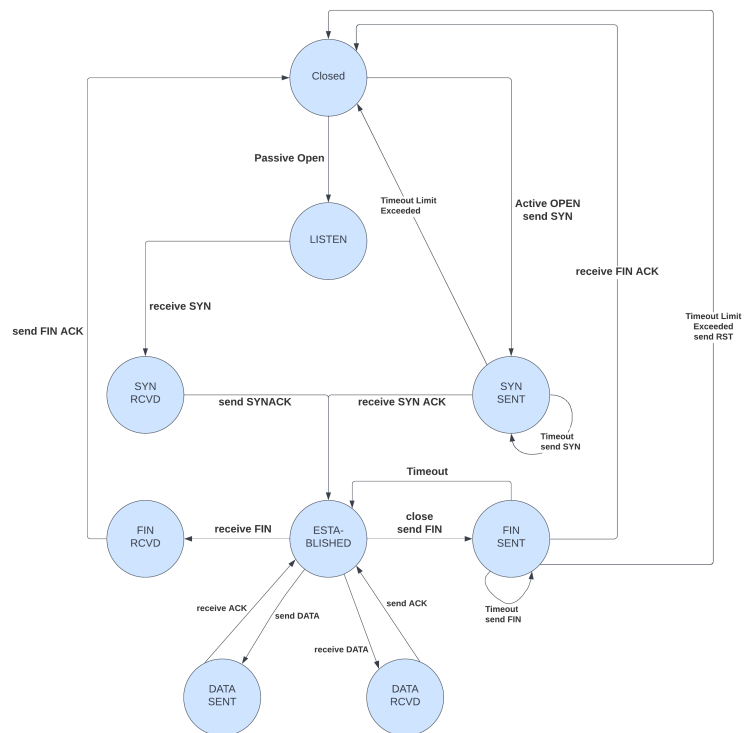 Closed
Passive Open
Timeout Limit
Exceeded
Active OPEN
send SYN
LISTEN
receive FIN ACK
receive SYN
Timeout Limit
Exceeded
send RST
send FIN ACK
SYN
RCVD
send SYNACK
receive SYN ACK
SYN
SENT
Timeout
send SYN
Timeout
FIN
RCVD
receive FIN
ESTA-
BLISHED
close
send FIN
FIN
SENT
receive ACK
send DATA
send ACK
Timeout
send FIN
receive DATA
DATA
SENT
DATA
RCVD